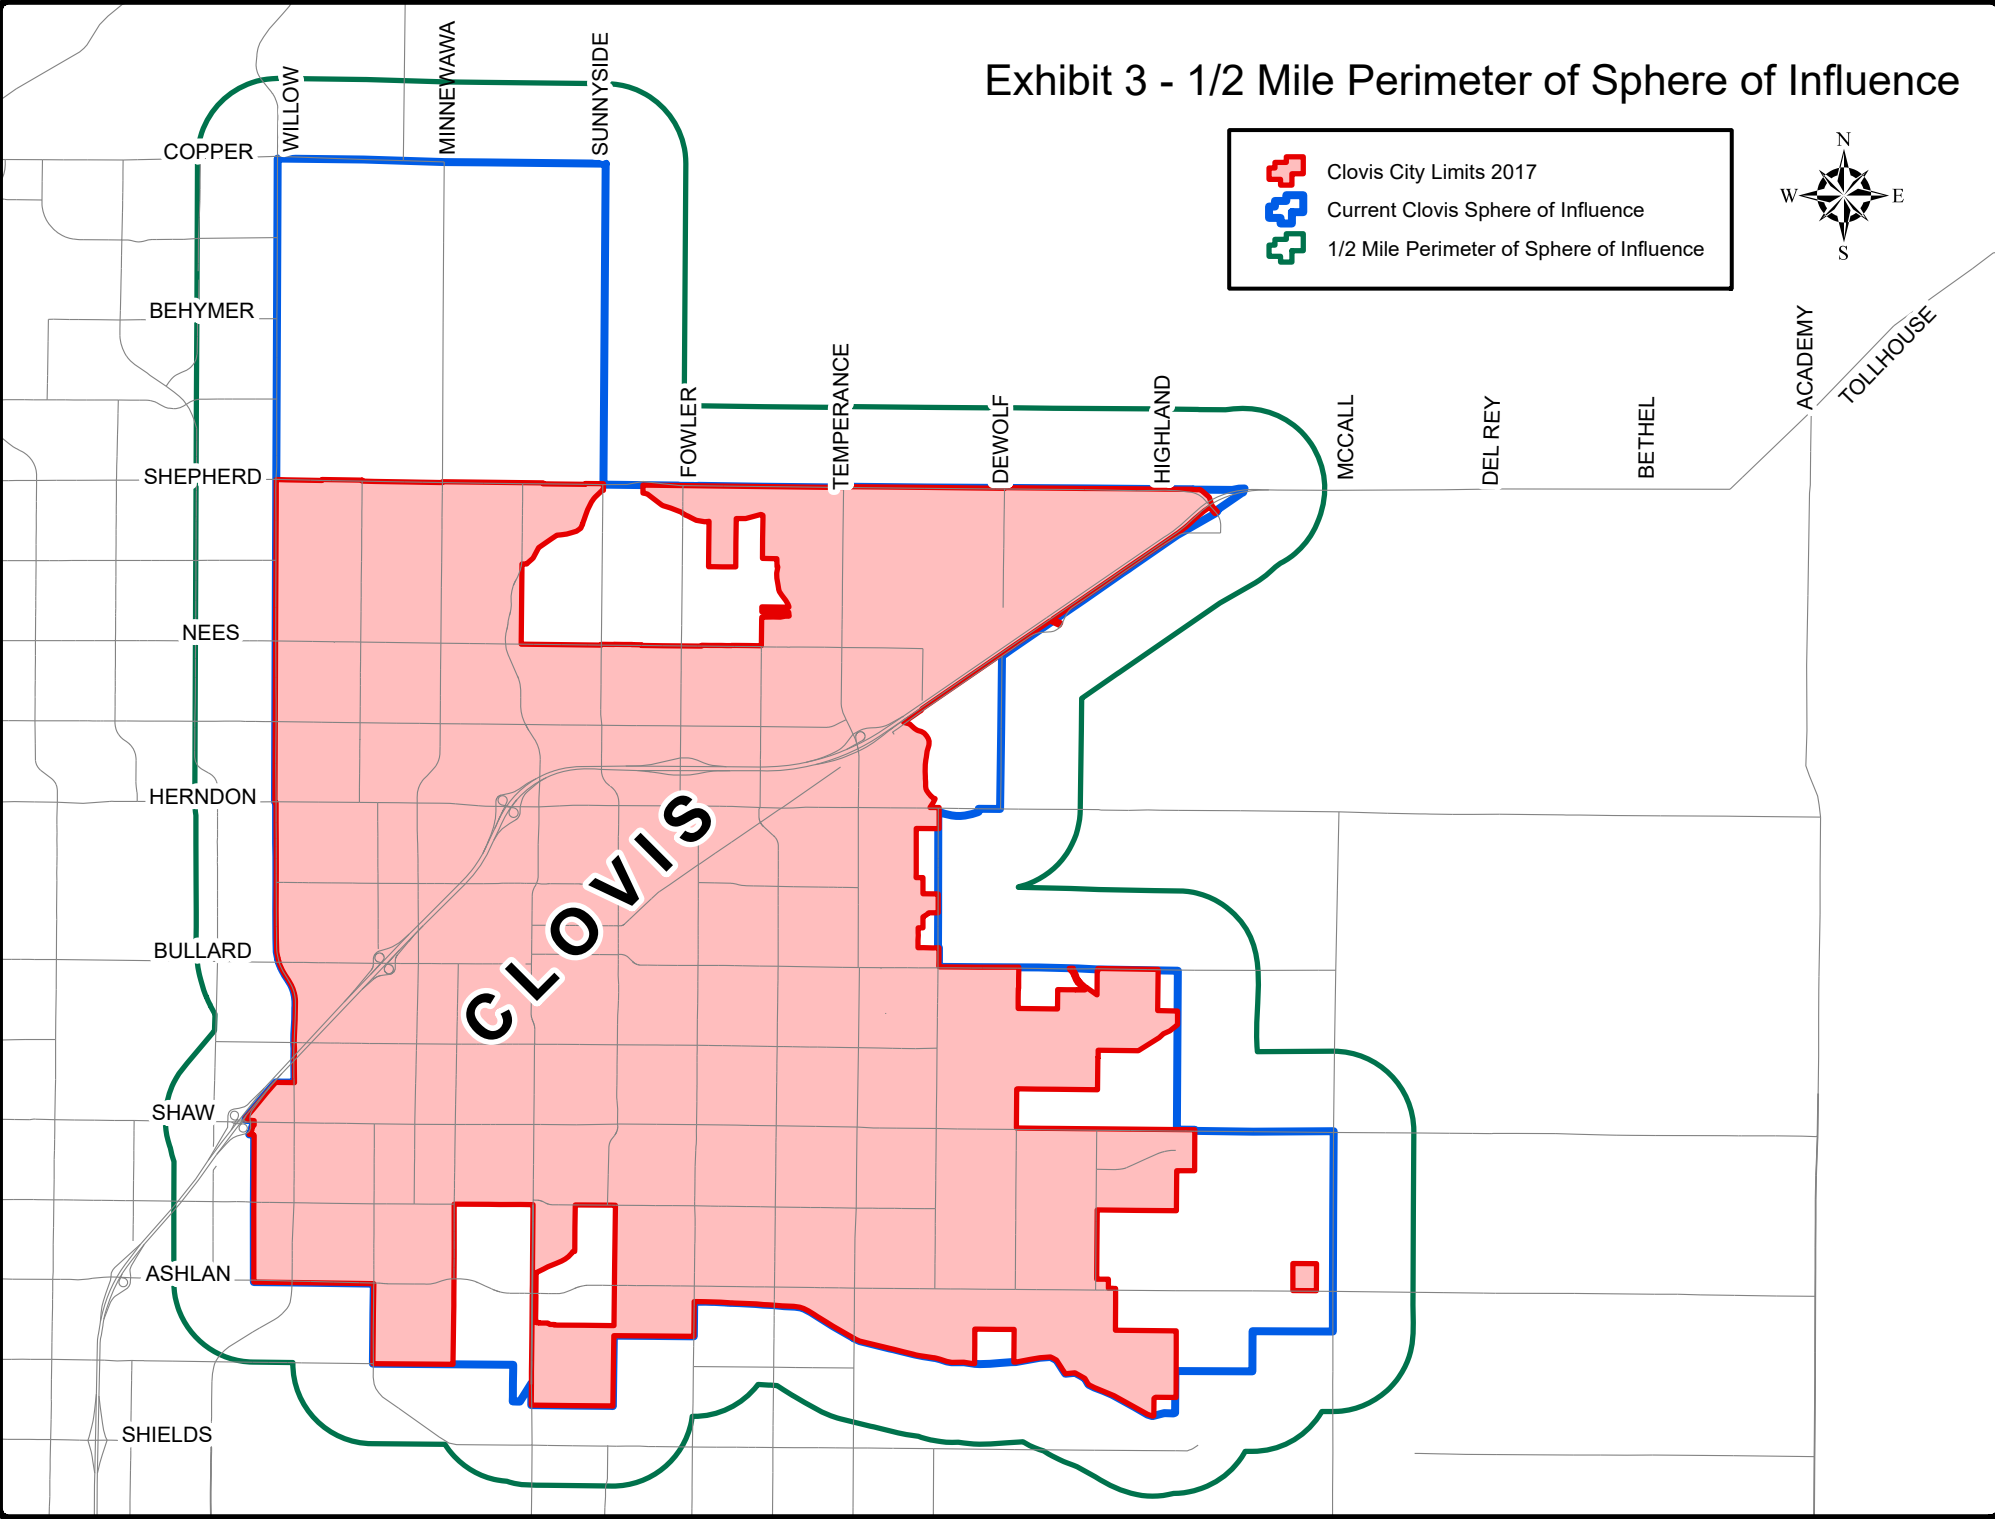 Exhibit 3 - 1/2 Mile Perimeter of Sphere of Influence
Clovis City Limits 2017
Current Clovis Sphere of Influence
1/2 Mile Perimeter of Sphere of Influence
N
W
E
S
WILLOW
MINNEWAWA
SUNNYSIDE
COPPER
BEHYMER
SHEPHERD
FOWLER
TEMPERANCE
DEWOLF
HIGHLAND
MCCALL
DEL REY
BETHEL
ACADEMY
TOLLHOUSE
NEES
HERNDON
CLOVIS
BULLARD
SHAW
ASHLAN
SHIELDS